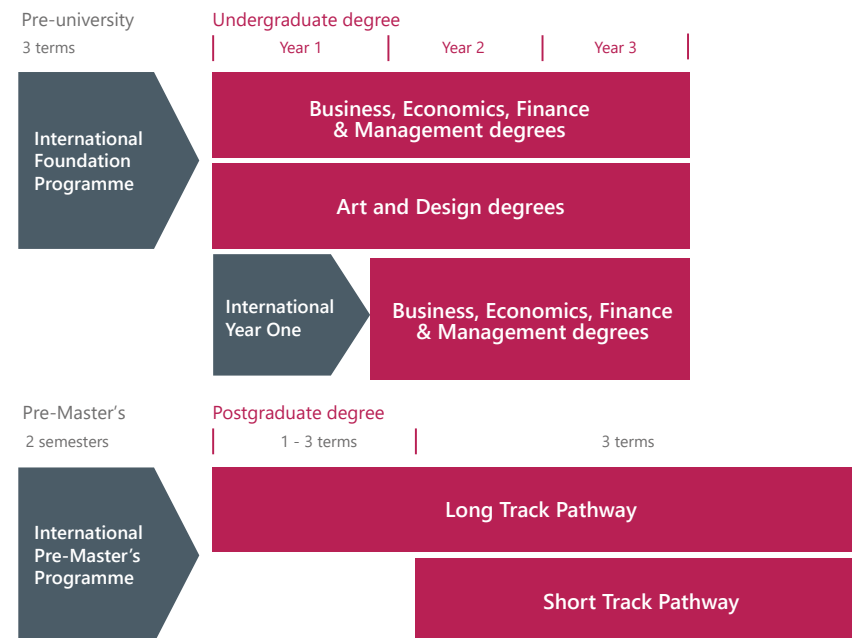 Pre-university
Undergraduate degree
3 terms
Year 1
Year 2
Year 3
International
Foundation
Programme
Business, Economics, Finance
& Management degrees
Art and Design degrees
International
Year One
Business, Economics, Finance
& Management degrees
Pre-Master's
Postgraduate degree
2 semesters
1 - 3 terms
3 terms
International
Pre-Master's
Programme
Long Track Pathway
Short Track Pathway